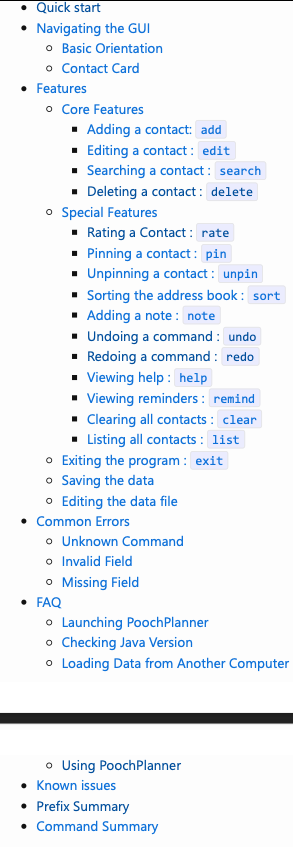 Quick start
Navigating the GUI
Basic Orientation
Contact Card
Features
Core Features
Adding a contact: add
Editing a contact : edit
Searching a contact : search
Deleting a contact : delete
Special Features
Rating a Contact : rate
Pinning a contact : pin
Unpinning a contact : unpin
Sorting the address book : sort
Adding a note : note
Undoing a command : undo
Redoing a command : redo
Viewing help : help
Viewing reminders : remind
Clearing all contacts : clear
Listing all contacts : list
Exiting the program : exit
Saving the data
Editing the data file
Common Errors
Unknown Command
Invalid Field
Missing Field
FAQ
Launching PoochPlanner
Checking Java Version
Loading Data from Another Computer
Using PoochPlanner
Known issues
Prefix Summary
Command Summary